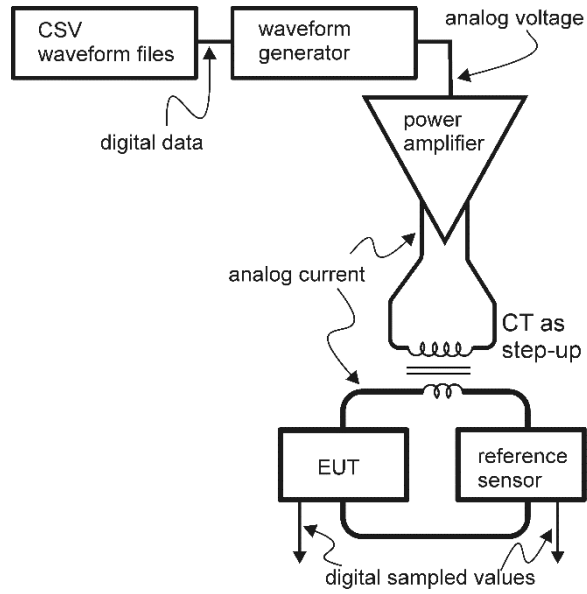 CSV
waveform files
waveform
generator
analog voltage
digital data
power
amplifier
analog current
CT as
step-up
EUT
reference
sensor
digital sampled values